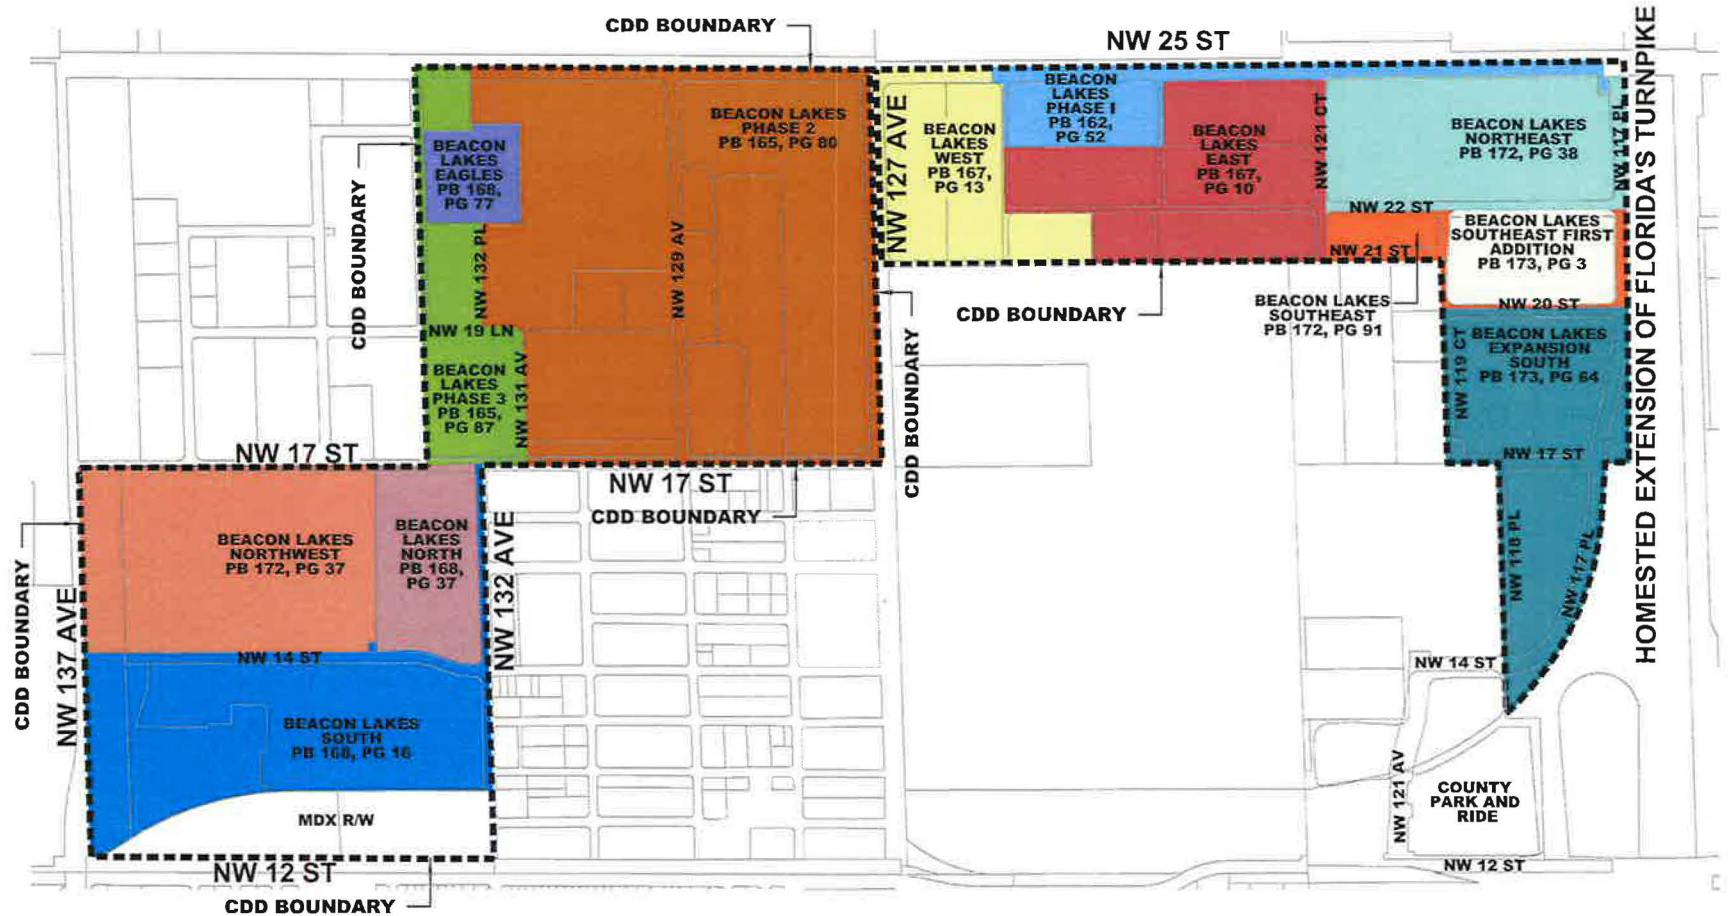 CDD BOUNDARY
NW 25 ST
HOMESTED EXTENSION OF FLORIDA'S TURNPIKE
CDD BOUNDARY
BEACON
LAKES
EAGLES
PB 168,
PG 77
BEACON LAKES
PHASE 2
PB 165, PG 80
NW 127 AVE
BEACON
LAKES
WEST
PB 167,
PG 13
BEACON
LAKES
PHASE I
PB 162,
PG 52
BEACON
LAKES
EAST
PB 167,
PG 10
NW 121 CT
BEACON LAKES
NORTHEAST
PB 172, PG 38
NW 117 PL
NW 22 ST
NW 21 ST
BEACON LAKES
SOUTHEAST FIRST
ADDITION
PB 173, PG 3
NW 20 ST
NW 132 PL
NW 129 AV
NW 19 LN
NW 131 AV
BEACON
LAKES
PHASE 3
PB 165,
PG 87
CDD BOUNDARY
CDD BOUNDARY
BEACON LAKES
SOUTHEAST
PB 172, PG 91
NW 119 CT
BEACON LAKES
EXPANSION
SOUTH
PB 173, PG 64
NW 17 ST
NW 17 ST
NW 17 ST
CDD BOUNDARY
CDD BOUNDARY
NW 137 AVE
BEACON LAKES
NORTHWEST
PB 172, PG 37
BEACON
LAKES
NORTH
PB 168,
PG 37
NW 132 AVE
NW 118 PL
NW 117 PL
NW 14 ST
NW 14 ST
BEACON LAKES
SOUTH
PB 168, PG 16
MDX R/W
NW 121 AV
COUNTY
PARK AND
RIDE
NW 12 ST
NW 12 ST
CDD BOUNDARY